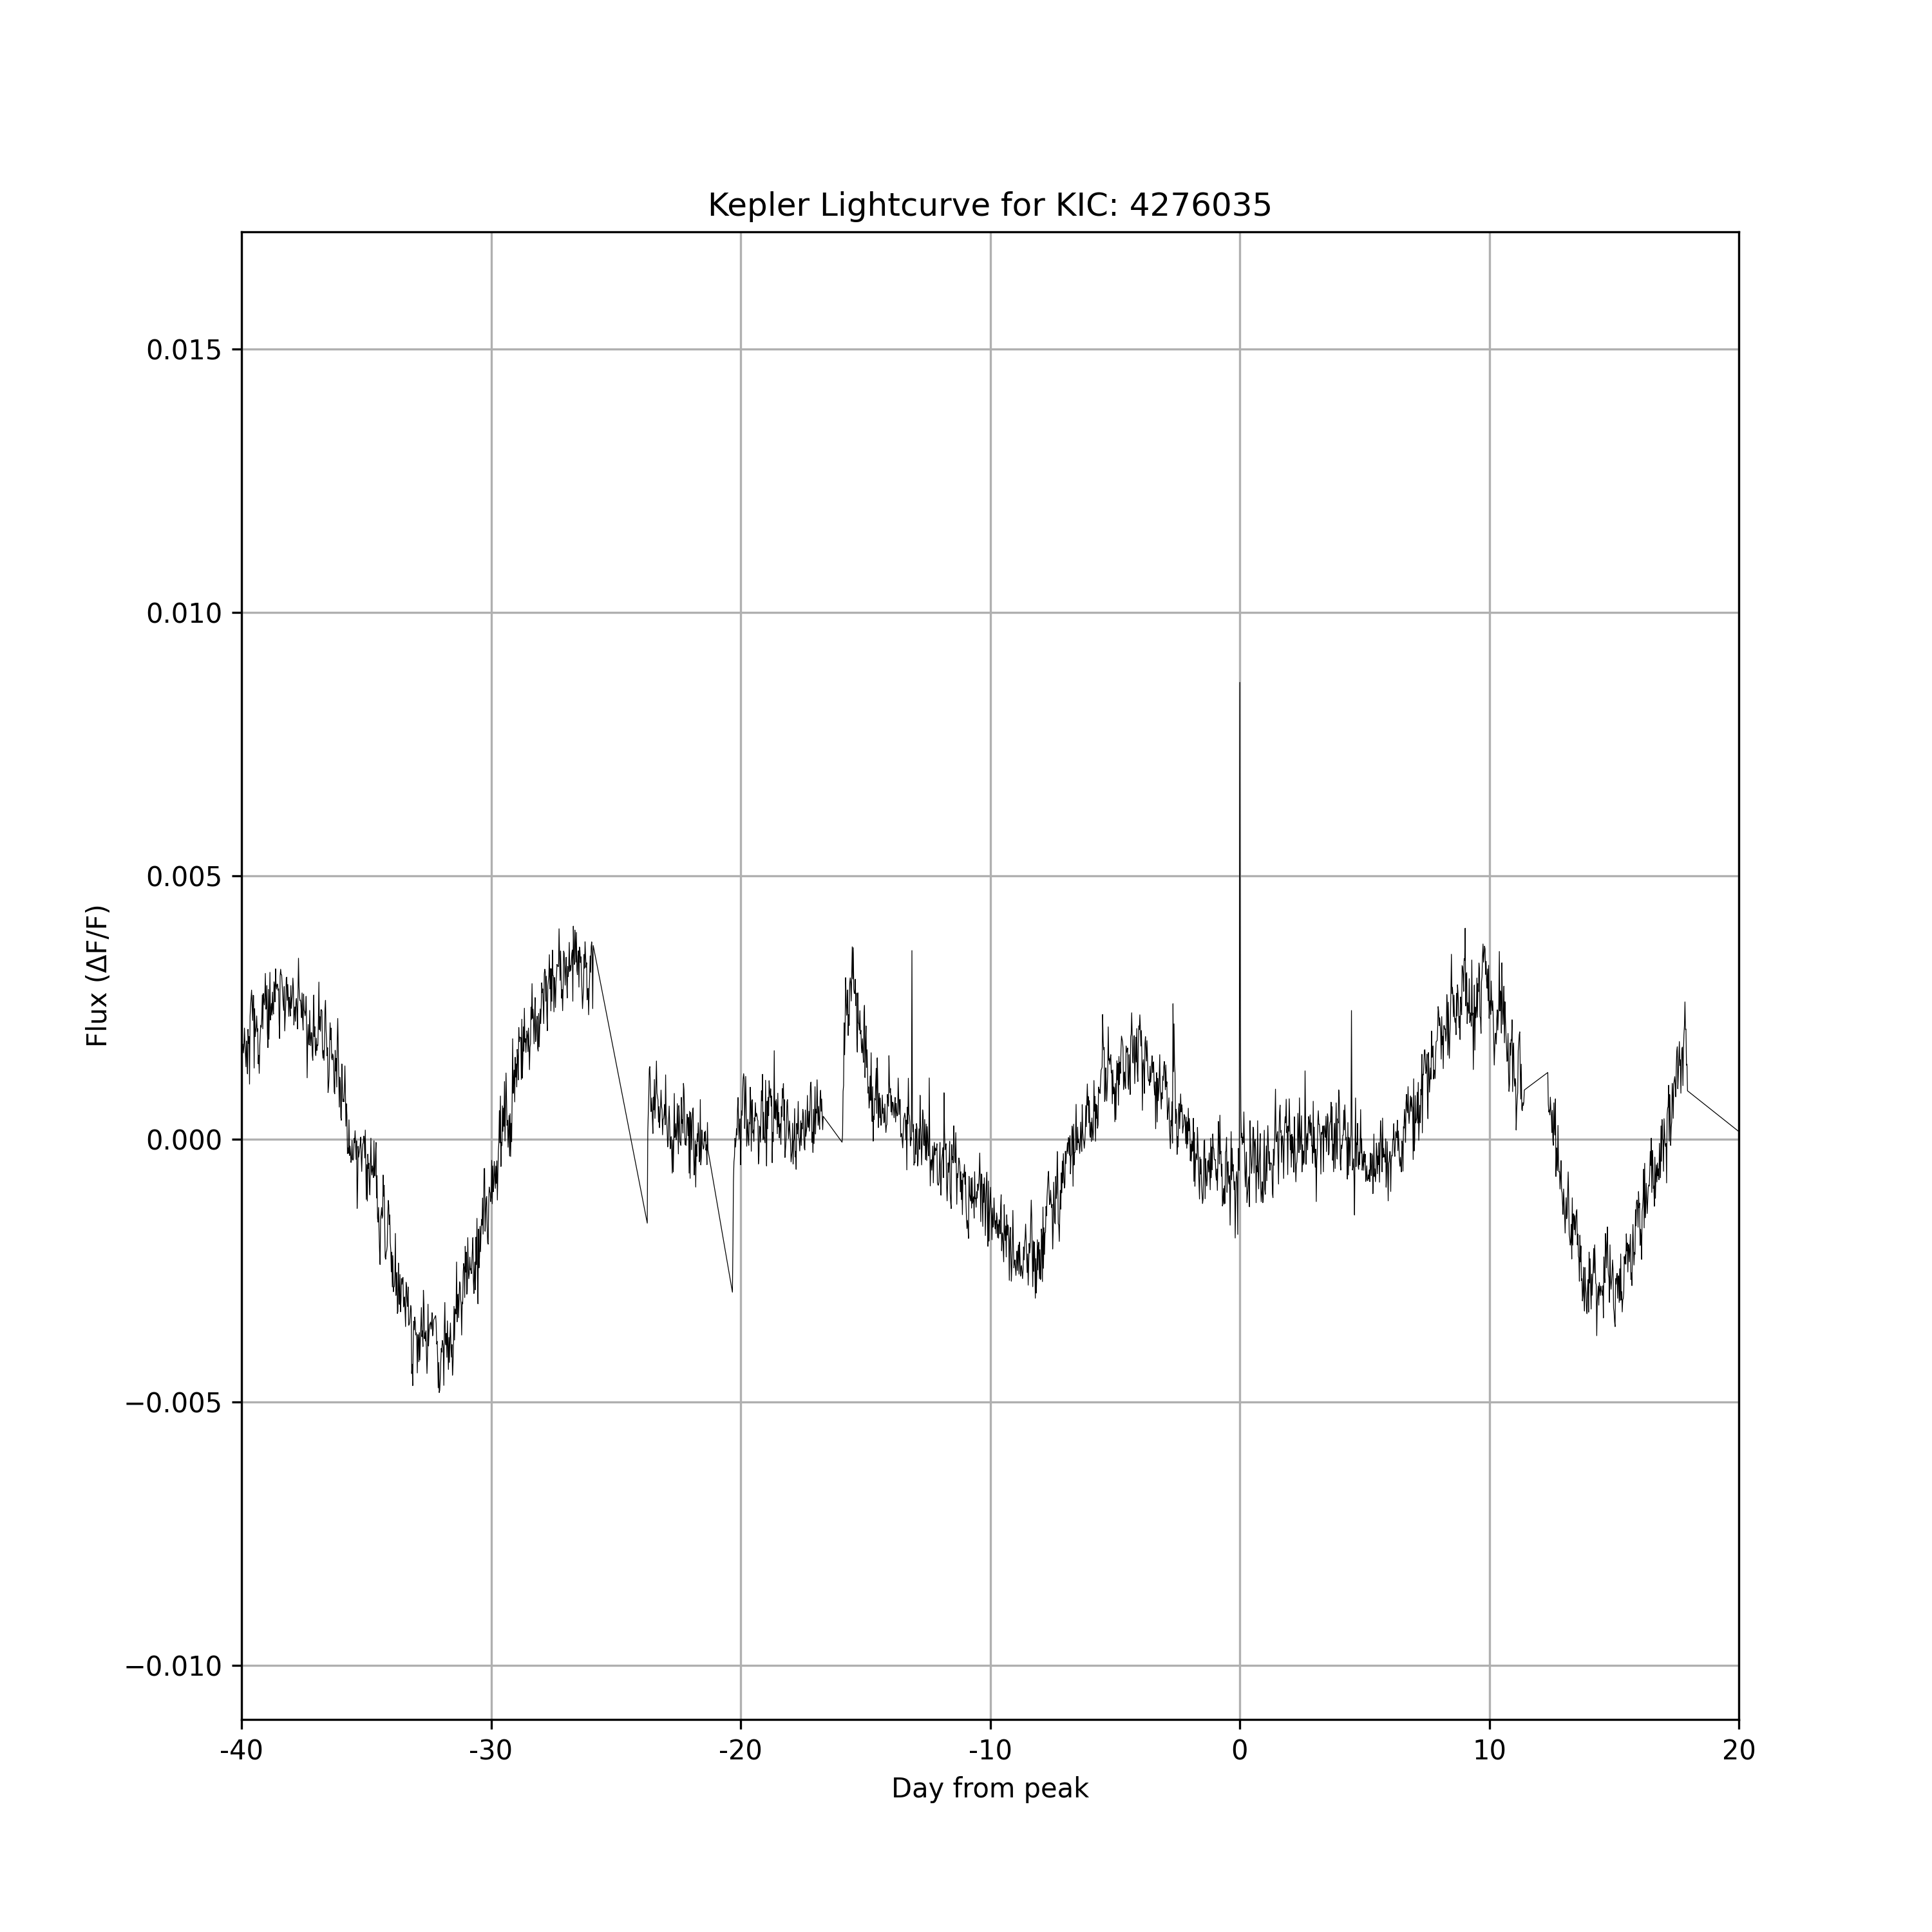 Kepler Lightcurve for KIC: 4276035
0.015
0.010
0.005
0.000
−0.005
−0.010
Flux (ΔF/F)
-40 -30 -20 -10 0 10 20
Day from peak